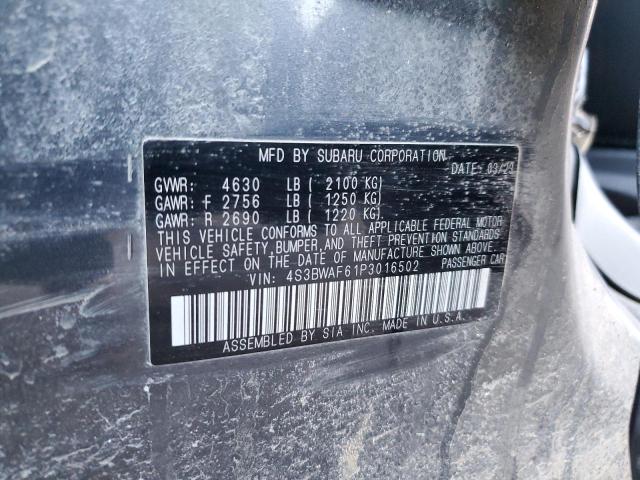 MFD BY SUBARU CORPORATION
DATE: 03/23
GVWR: 4630 LB ( 2100 KG)
GAWR: F 2756 LB ( 1250 KG)
GAWR: R 2690 LB ( 1220 KG).
THIS VEHICLE CONFORMS TO ALL APPLICABLE FEDERAL MOTOR
VEHICLE SAFETY,BUMPER,AND THEFT PREVENTION STANDARDS
IN EFFECT ON THE DATE OF MANUFACTURE SHOWN ABOVE.
VIN: 4S3BWAF61P3016502 PASSENGER CAR
ASSEMBLED BY SIA INC. MADE IN U.S.A.